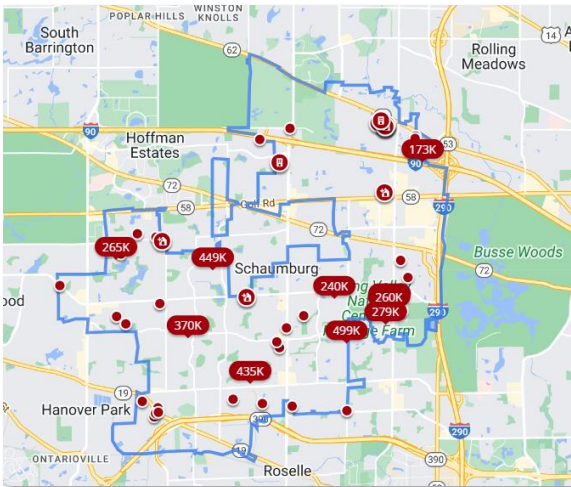 WINSTON
KNOLLS
POPLAR HILLS
South
Barrington
62
Rolling
Meadows
14
90
Hoffman
Estates
53
173K
90
72
58
Golf Rd
58
290
72
265K
449K
Schaumburg
Busse Woods
72
240K
260K
279K
290
370K
499K
435K
19
Hanover Park
390
290
19
390
ONTARIOVILLE
Roselle